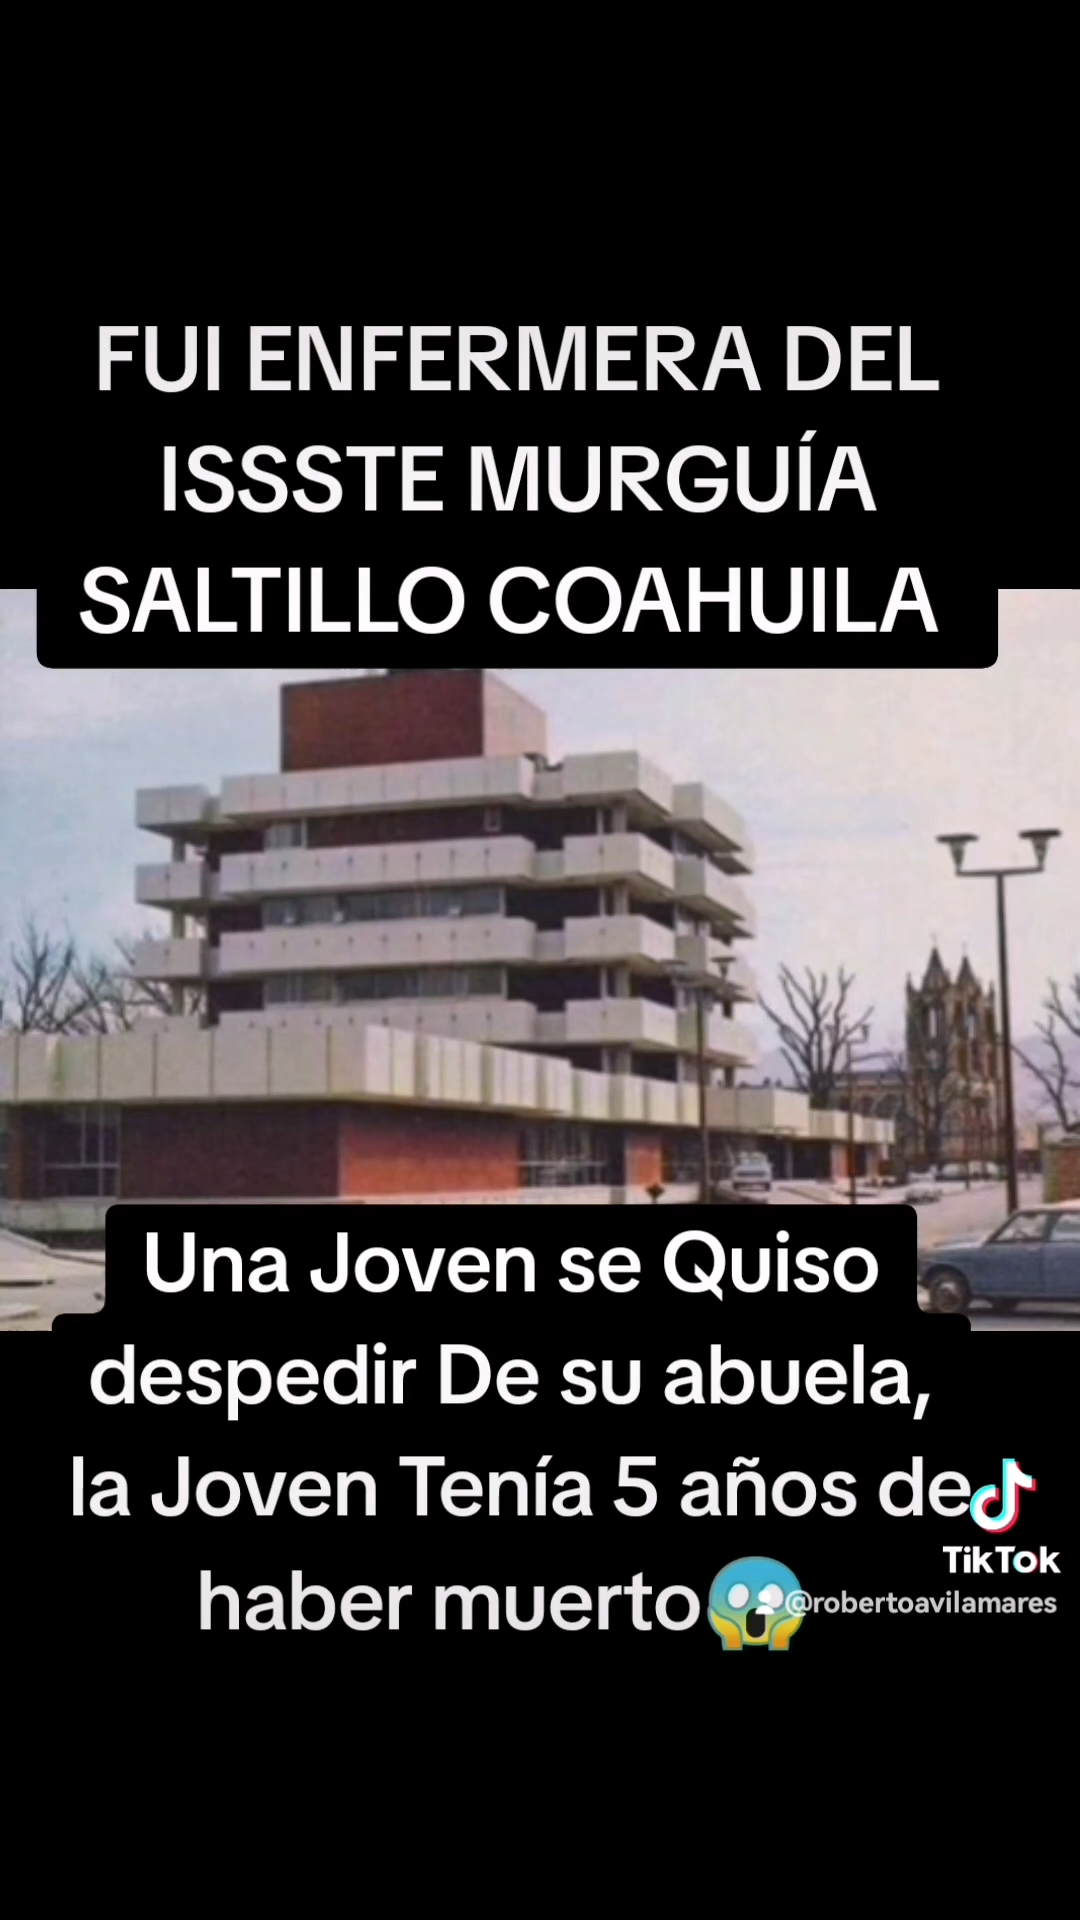 FUI ENFERMERA DEL
ISSSTE MURGUÍA
SALTILLO COAHUILA
Una Joven se Quiso
despedir De su abuela,
la Joven Tenía 5 años de
haber muerto
TikTok
@robertoavilamares